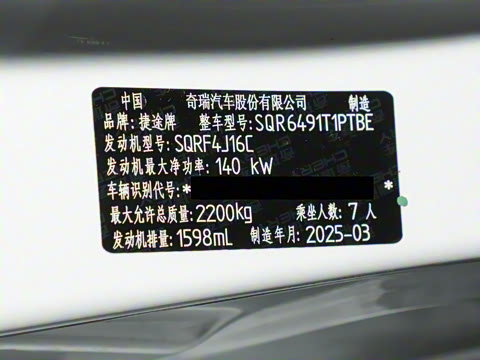 中国 奇瑞汽车股份有限公司 制造
品牌:捷途牌 整车型号:SQR6491T1PTBE
发动机型号:SQRF4J16C
发动机最大净功率:140 kW
车辆识别代号:* *
最大允许总质量:2200kg 乘坐人数:7人
发动机排量:1598mL 制造年月:2025-03